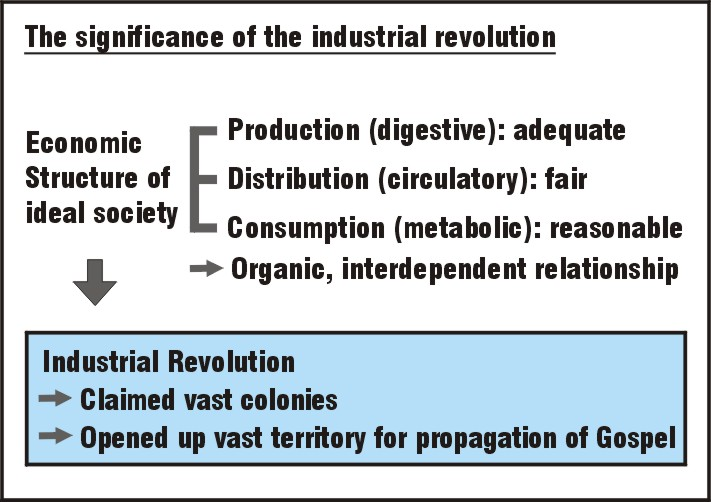 The significance of the industrial revolution
Economic
Structure of
ideal society
Production (digestive): adequate
Distribution (circulatory): fair
Consumption (metabolic): reasonable
Organic, interdependent relationship
Industrial Revolution
Claimed vast colonies
Opened up vast territory for propagation of Gospel